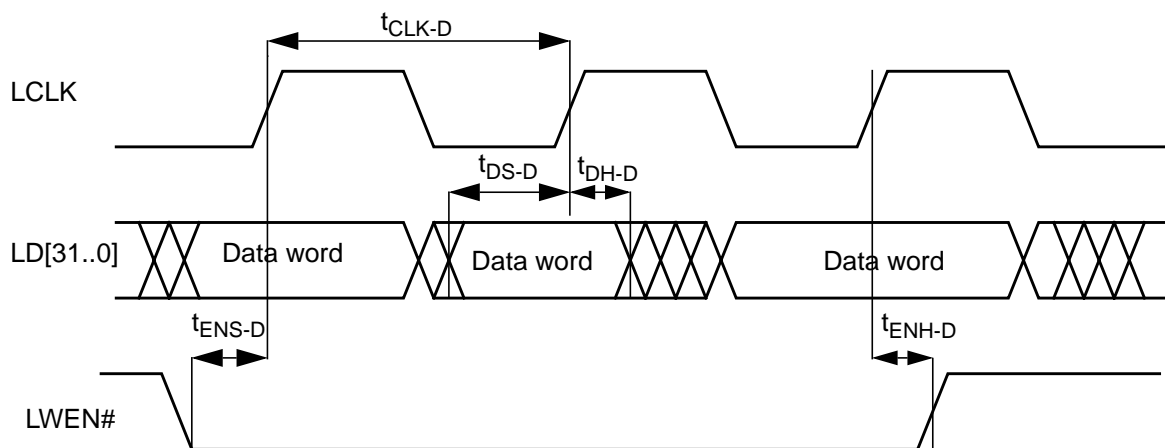 tCLK-D
LCLK
tDS-D
tDH-D
LD[31..0]
Data word
Data word
Data word
tENS-D
tENH-D
LWEN#